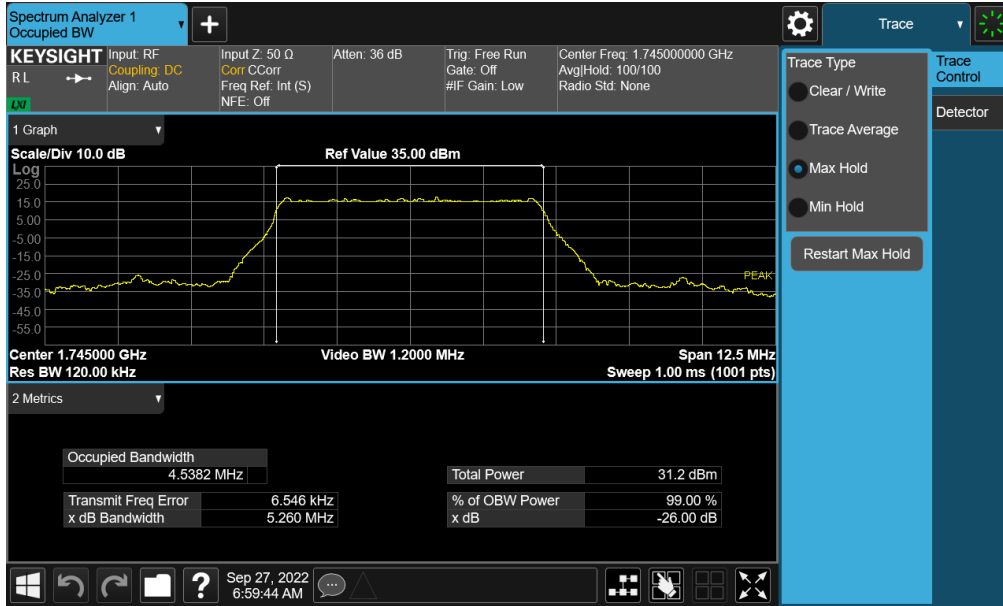 Spectrum Analyzer 1
Occupied BW
+
Trace
KEYSIGHT
R L
LXI
Input: RF
Coupling: DC
Align: Auto
Input Z: 50 Ω
Corr CCorr
Freq Ref: Int (S)
NFE: Off
Atten: 36 dB
Trig: Free Run
Gate: Off
#IF Gain: Low
Center Freq: 1.745000000 GHz
Avg|Hold: 100/100
Radio Std: None
1 Graph
Scale/Div 10.0 dB
Ref Value 35.00 dBm
Log
25.0
15.0
5.00
-5.00
-15.0
-25.0
-35.0
-45.0
-55.0
PEAK
Center 1.745000 GHz
Video BW 1.2000 MHz
Span 12.5 MHz
Res BW 120.00 kHz
Sweep 1.00 ms (1001 pts)
2 Metrics
Occupied Bandwidth
4.5382 MHz
Total Power 31.2 dBm
Transmit Freq Error 6.546 kHz
% of OBW Power 99.00 %
x dB Bandwidth 5.260 MHz
x dB -26.00 dB
Trace Type
Clear / Write
Trace Average
Max Hold
Min Hold
Restart Max Hold
Trace
Control
Detector
?
Sep 27, 2022
6:59:44 AM